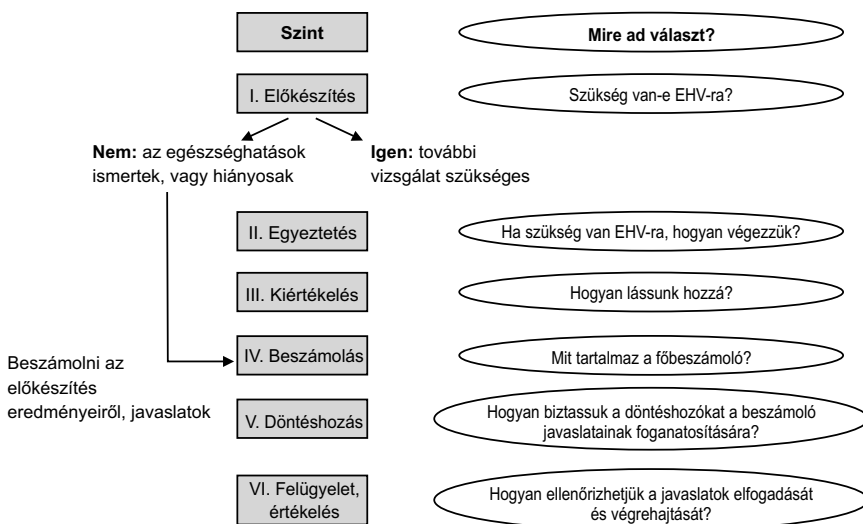 Szint
Mire ad választ?
I. Előkészítés
Szükség van-e EHV-ra?
Nem: az egészséghatások
ismertek, vagy hiányosak
Igen: további
vizsgálat szükséges
II. Egyeztetés
Ha szükség van EHV-ra, hogyan végezzük?
III. Kiértékelés
Hogyan lássunk hozzá?
Beszámolni az
előkészítés
eredményeiről, javaslatok
IV. Beszámolás
Mit tartalmaz a főbeszámoló?
V. Döntéshozás
Hogyan biztassuk a döntéshozókat a beszámoló
javaslatainak foganatosítására?
VI. Felügyelet,
értékelés
Hogyan ellenőrizhetjük a javaslatok elfogadását
és végrehajtását?